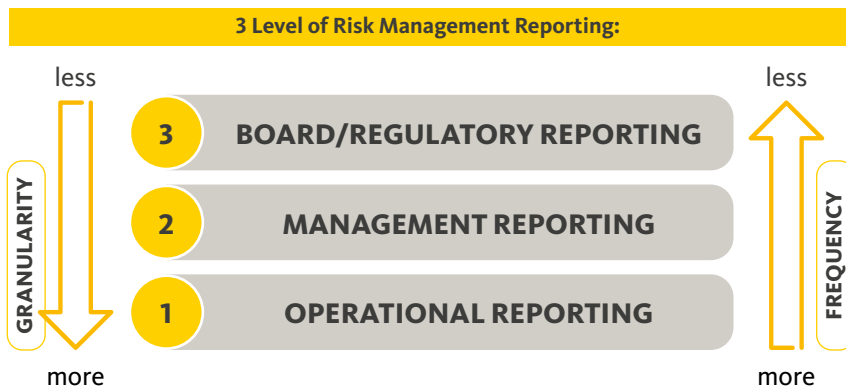 3 Level of Risk Management Reporting:
less
less
3
BOARD/REGULATORY REPORTING
GRANULARITY
2
MANAGEMENT REPORTING
FREQUENCY
1
OPERATIONAL REPORTING
more
more